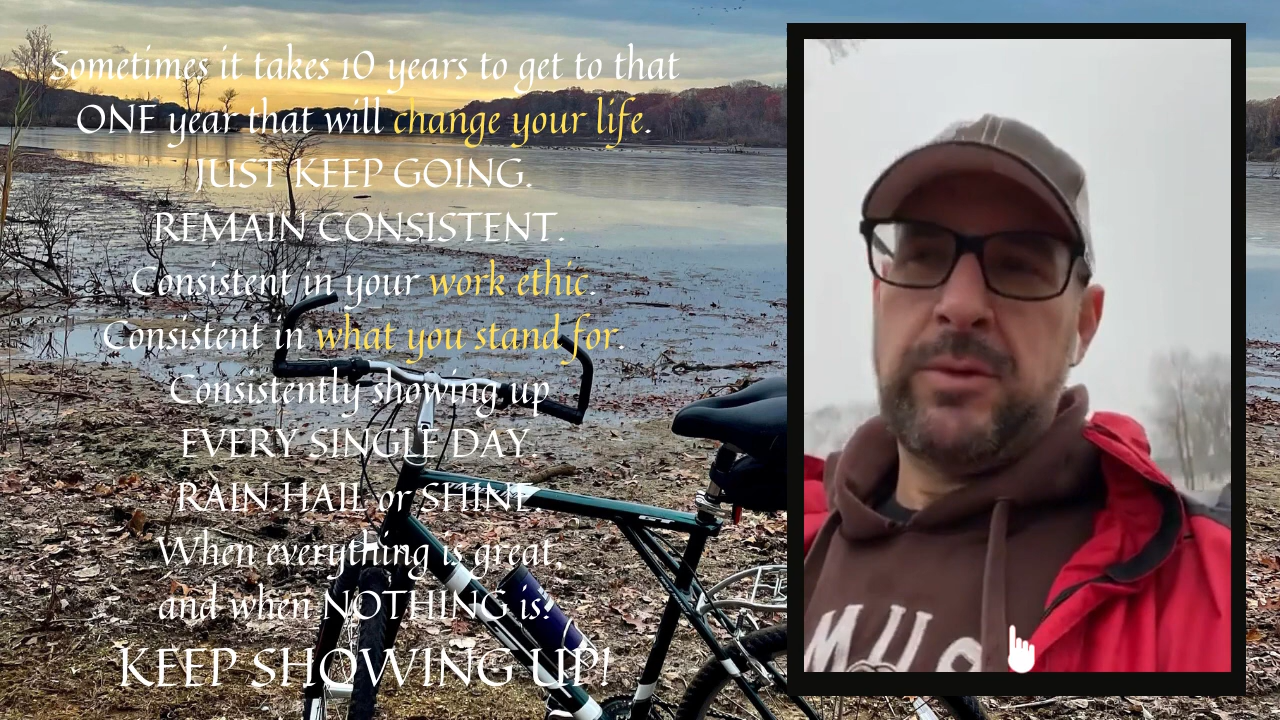 Sometimes it takes 10 years to get to that
ONE year that will change your life.
JUST KEEP GOING.
REMAIN CONSISTENT.
Consistent in your work ethic.
Consistent in what you stand for.
Consistently showing up
EVERY SINGLE DAY.
RAIN.HAIL or SHINE.
When everything is great,
and when NOTHING is.
KEEP SHOWING UP!
GT